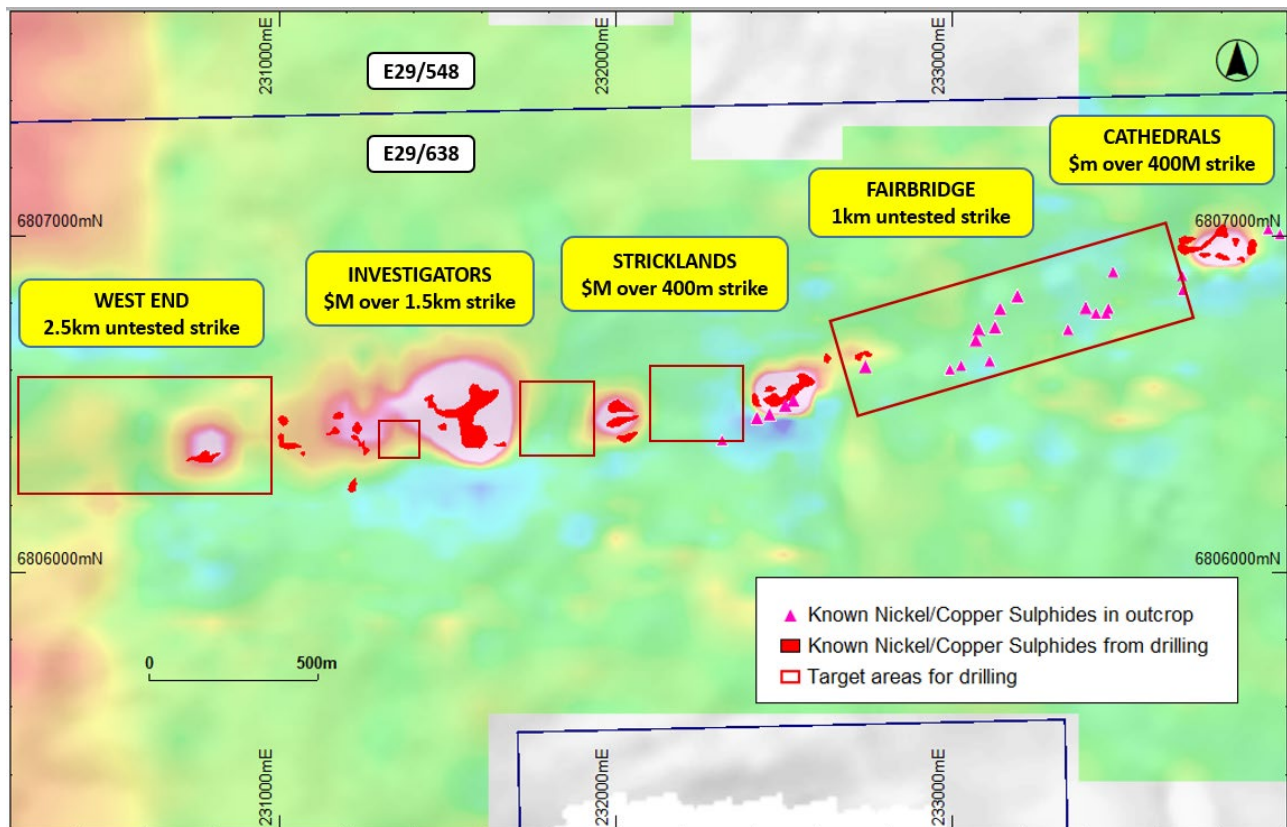 231000mE
232000mE
233000mE
E29/548
E29/638
CATHEDRALS
$m over 400M strike
FAIRBRIDGE
1km untested strike
6807000mN
6807000mN
STRICKLANDS
$M over 400m strike
INVESTIGATORS
$M over 1.5km strike
WEST END
2.5km untested strike
6806000mN
6806000mN
Known Nickel/Copper Sulphides in outcrop
Known Nickel/Copper Sulphides from drilling
Target areas for drilling
0 500m
231000mE
232000mE
233000mE